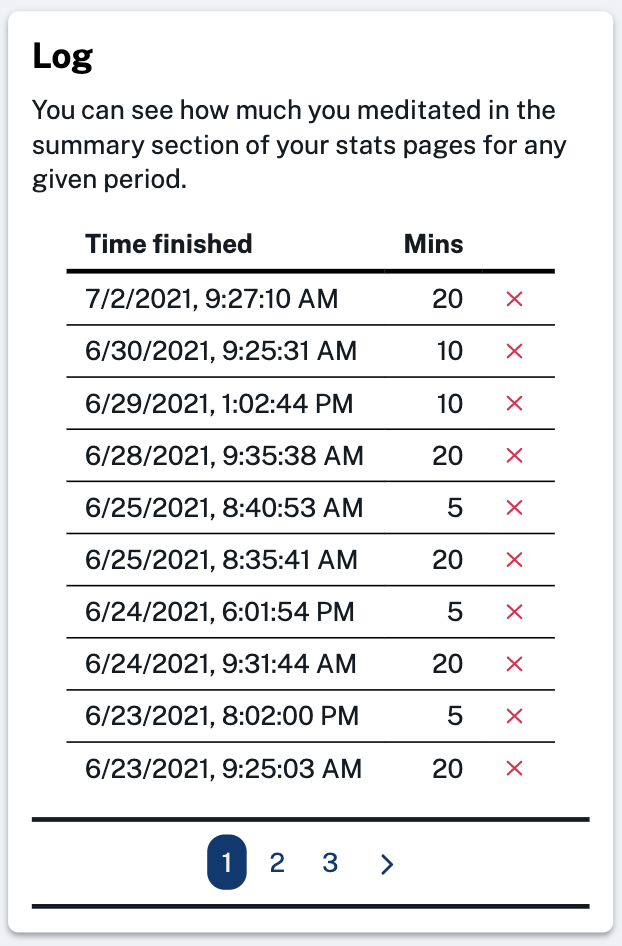 Log
You can see how much you meditated in the
summary section of your stats pages for any
given period.
Time finished Mins
7/2/2021, 9:27:10 AM 20
6/30/2021, 9:25:31 AM 10
6/29/2021, 1:02:44 PM 10
6/28/2021, 9:35:38 AM 20
6/25/2021, 8:40:53 AM 5
6/25/2021, 8:35:41 AM 20
6/24/2021, 6:01:54 PM 5
6/24/2021, 9:31:44 AM 20
6/23/2021, 8:02:00 PM 5
6/23/2021, 9:25:03 AM 20
1 2 3